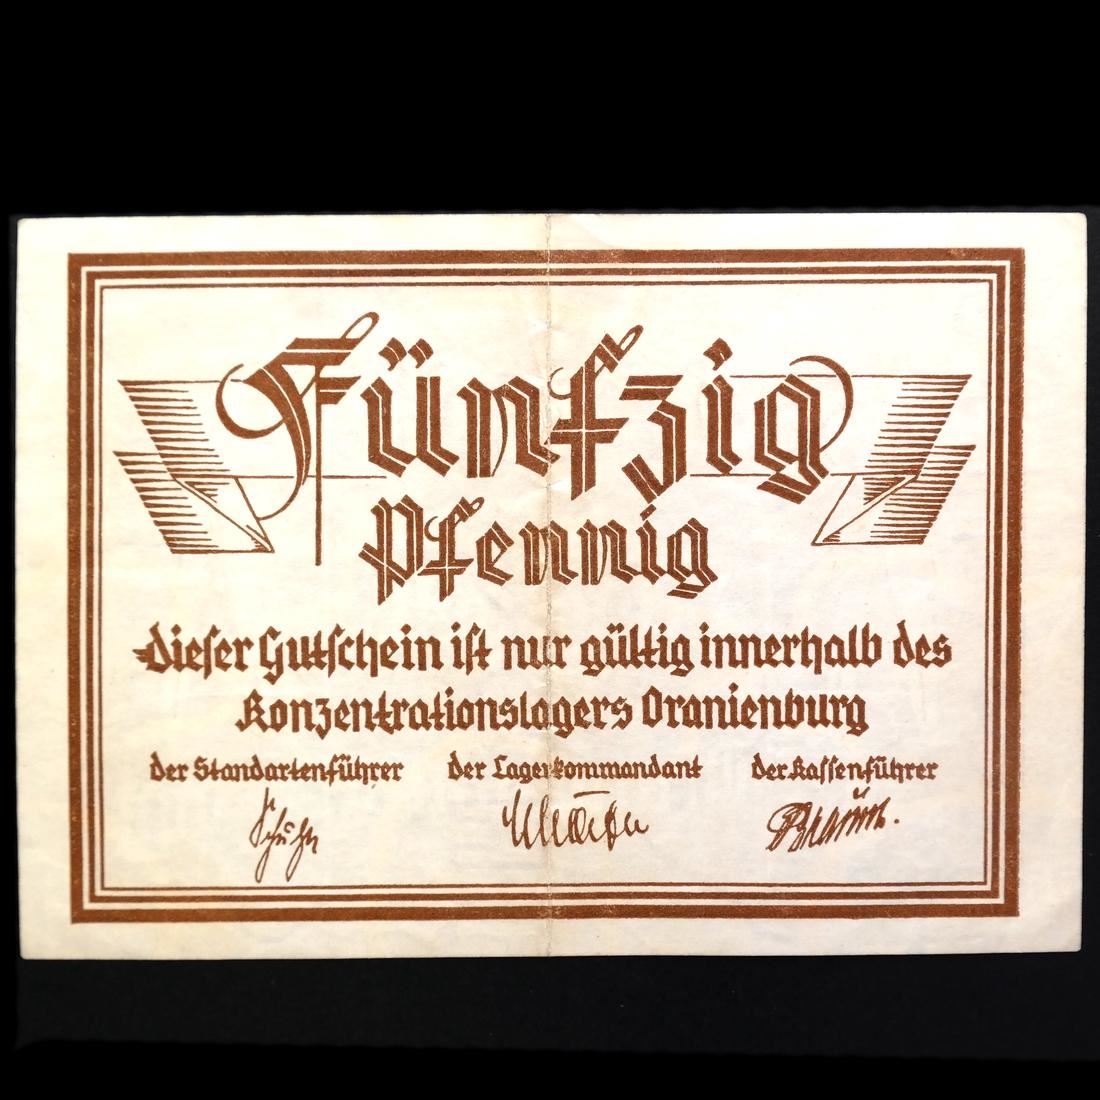 Fünfzig
Pfennig
Dieser Gutschein ist nur gültig innerhalb des
Konzentrationslagers Oranienburg
der Standartenführer der Lagerkommandant der Kassenführer